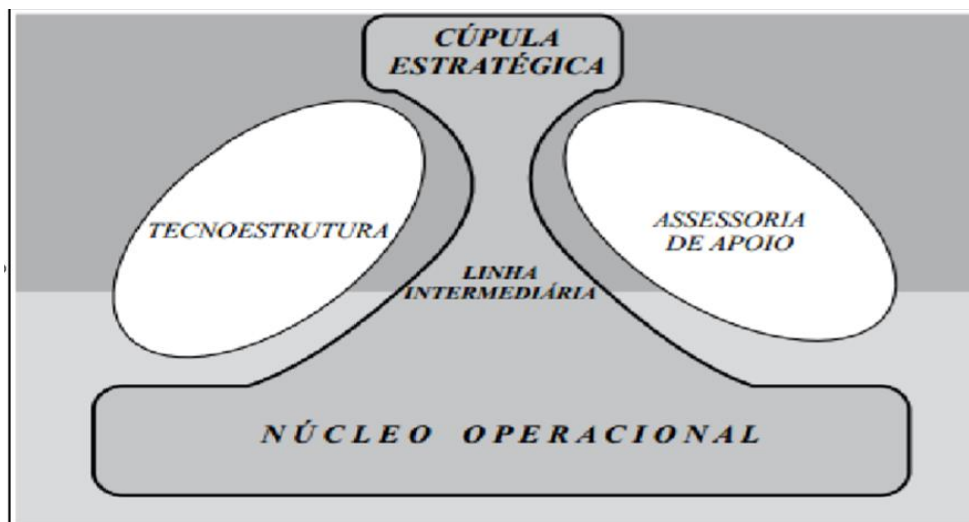 CÚPULA
ESTRATÉGICA
TECNOESTRUTURA
ASSESSORIA
DE APOIO
LINHA
INTERMEDIÁRIA
NÚCLEO OPERACIONAL